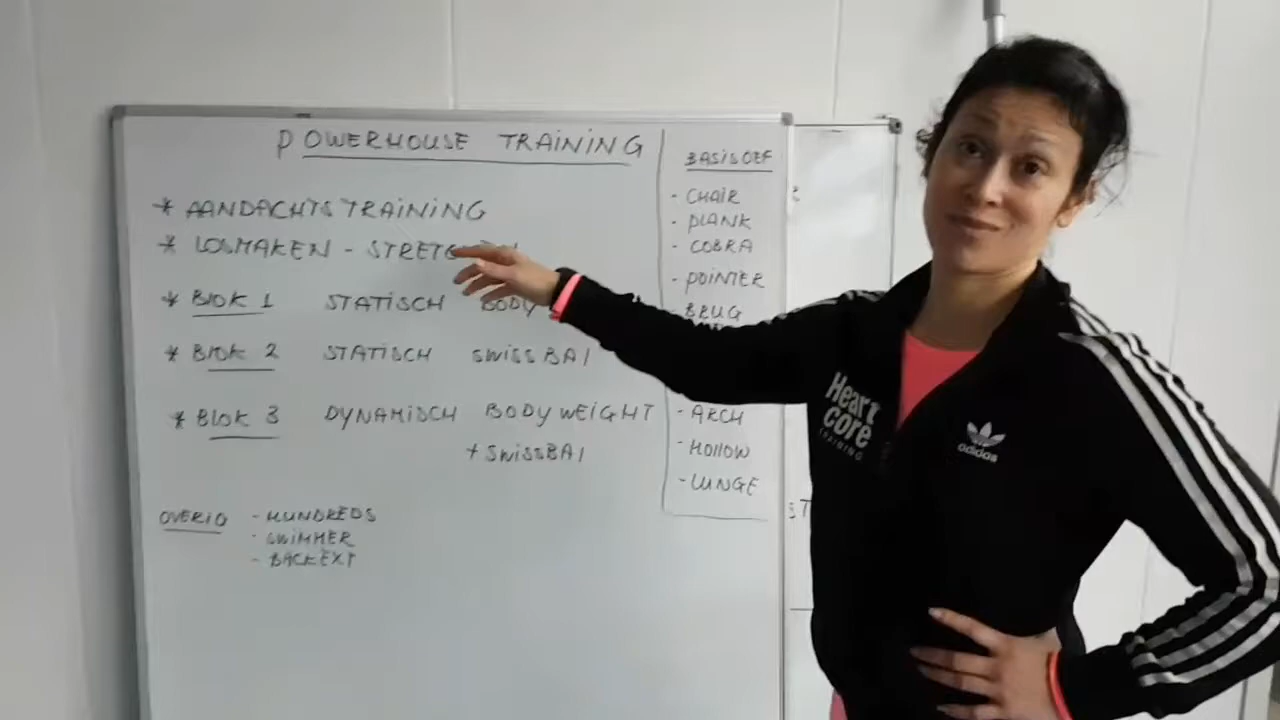 POWERHOUSE TRAINING
* AANDACHTSTRAINING
* LOSMAKEN -
* BLOK 1 STATISCH BODY
* BLOK 2 STATISCH SWISSBAl
* BLOK 3 DYNAMISCH BODYWEIGHT
+ SWISSBAl
OVERIG - HUNDREDS
- SWIMMER
- BACKEXT
BASISOEF
- CHAIR
- PLANK
- COBRA
- POINTER
- BRUG
- ARCH
- HOllOW
- LUNGE
Heart
core
TRAINING
adidas